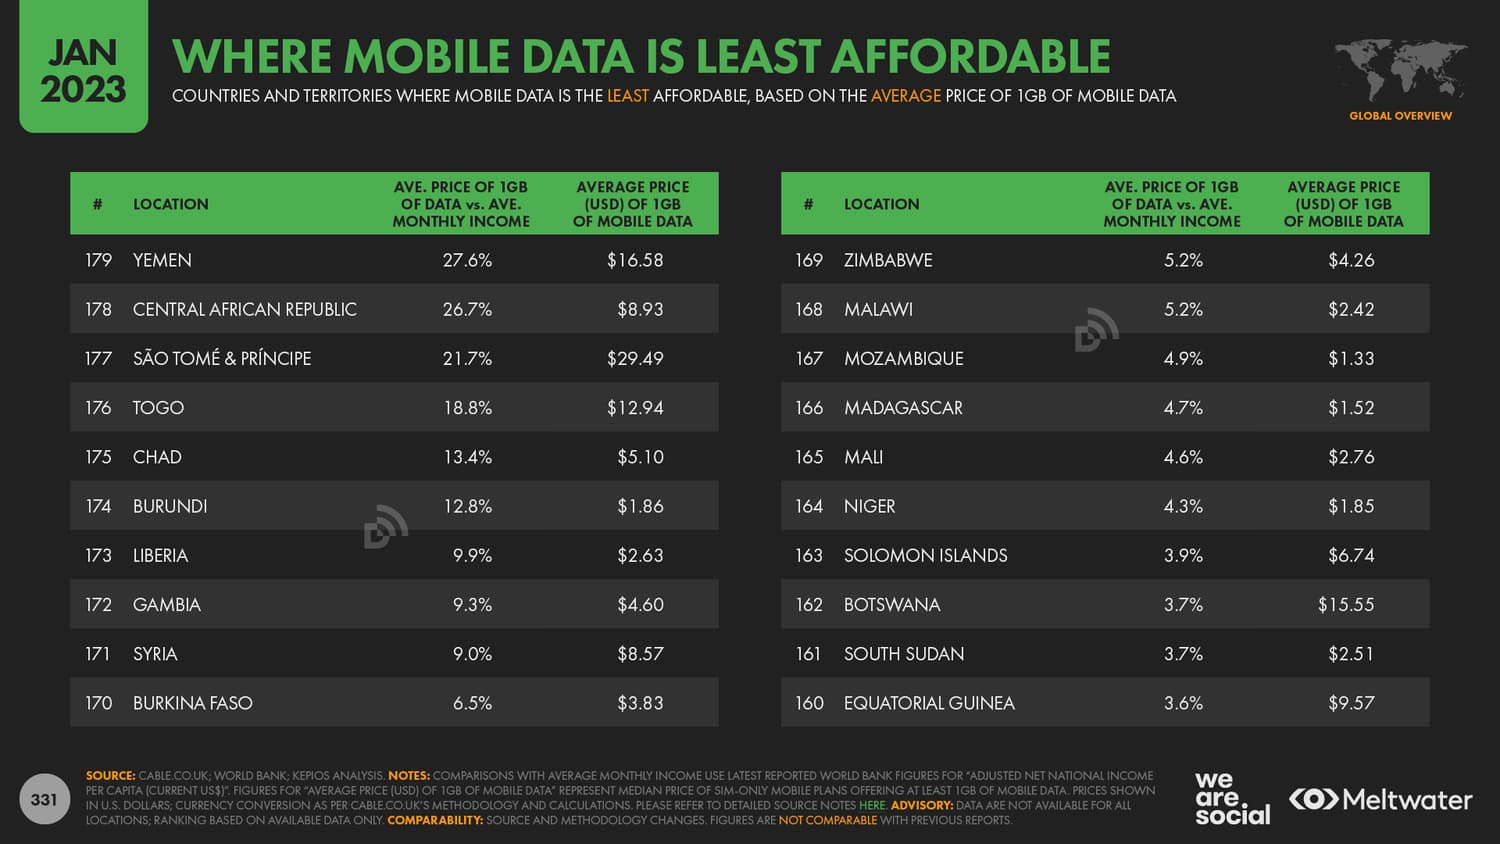 JAN
2023
WHERE MOBILE DATA IS LEAST AFFORDABLE
COUNTRIES AND TERRITORIES WHERE MOBILE DATA IS THE LEAST AFFORDABLE, BASED ON THE AVERAGE PRICE OF 1GB OF MOBILE DATA
GLOBAL OVERVIEW
# LOCATION AVE. PRICE OF 1GB OF DATA vs. AVE. MONTHLY INCOME AVERAGE PRICE (USD) OF 1GB OF MOBILE DATA
179 YEMEN 27.6% $16.58
178 CENTRAL AFRICAN REPUBLIC 26.7% $8.93
177 SÃO TOMÉ & PRÍNCIPE 21.7% $29.49
176 TOGO 18.8% $12.94
175 CHAD 13.4% $5.10
174 BURUNDI 12.8% $1.86
173 LIBERIA 9.9% $2.63
172 GAMBIA 9.3% $4.60
171 SYRIA 9.0% $8.57
170 BURKINA FASO 6.5% $3.83
# LOCATION AVE. PRICE OF 1GB OF DATA vs. AVE. MONTHLY INCOME AVERAGE PRICE (USD) OF 1GB OF MOBILE DATA
169 ZIMBABWE 5.2% $4.26
168 MALAWI 5.2% $2.42
167 MOZAMBIQUE 4.9% $1.33
166 MADAGASCAR 4.7% $1.52
165 MALI 4.6% $2.76
164 NIGER 4.3% $1.85
163 SOLOMON ISLANDS 3.9% $6.74
162 BOTSWANA 3.7% $15.55
161 SOUTH SUDAN 3.7% $2.51
160 EQUATORIAL GUINEA 3.6% $9.57
331
SOURCE: CABLE.CO.UK; WORLD BANK; KEPIOS ANALYSIS. NOTES: COMPARISONS WITH AVERAGE MONTHLY INCOME USE LATEST REPORTED WORLD BANK FIGURES FOR "ADJUSTED NET NATIONAL INCOME
PER CAPITA (CURRENT US$)". FIGURES FOR "AVERAGE PRICE (USD) OF 1GB OF MOBILE DATA" REPRESENT MEDIAN PRICE OF SIM-ONLY MOBILE PLANS OFFERING AT LEAST 1GB OF MOBILE DATA. PRICES SHOWN
IN U.S. DOLLARS; CURRENCY CONVERSION AS PER CABLE.CO.UK'S METHODOLOGY AND CALCULATIONS. PLEASE REFER TO DETAILED SOURCE NOTES HERE. ADVISORY: DATA ARE NOT AVAILABLE FOR ALL
LOCATIONS; RANKING BASED ON AVAILABLE DATA ONLY. COMPARABILITY: SOURCE AND METHODOLOGY CHANGES. FIGURES ARE NOT COMPARABLE WITH PREVIOUS REPORTS.
we
are
social
Meltwater